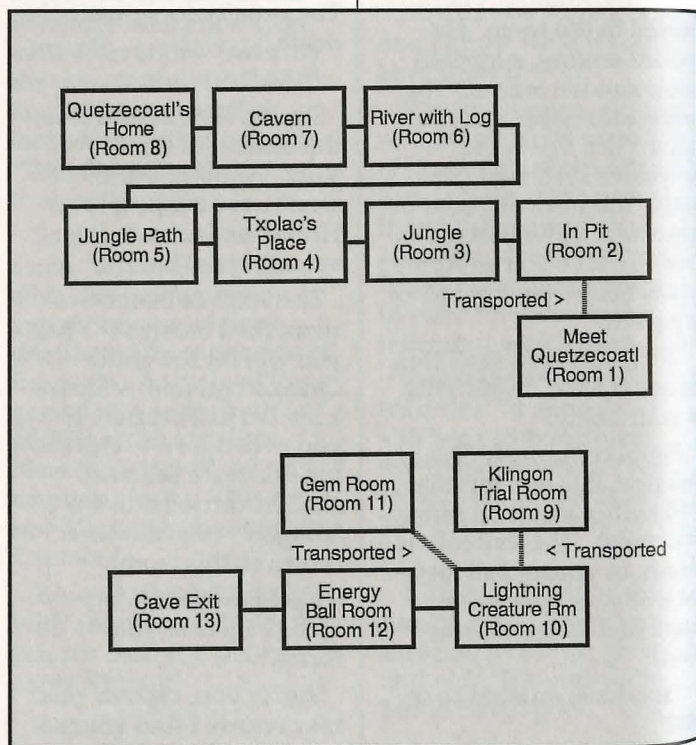 Quetzecoatl's
Home
(Room 8)
Cavern
(Room 7)
River with Log
(Room 6)
Jungle Path
(Room 5)
Txolac's
Place
(Room 4)
Jungle
(Room 3)
In Pit
(Room 2)
Transported >
Meet
Quetzecoatl
(Room 1)
Gem Room
(Room 11)
Klingon
Trial Room
(Room 9)
Transported >
< Transported
Cave Exit
(Room 13)
Energy
Ball Room
(Room 12)
Lightning
Creature Rm
(Room 10)